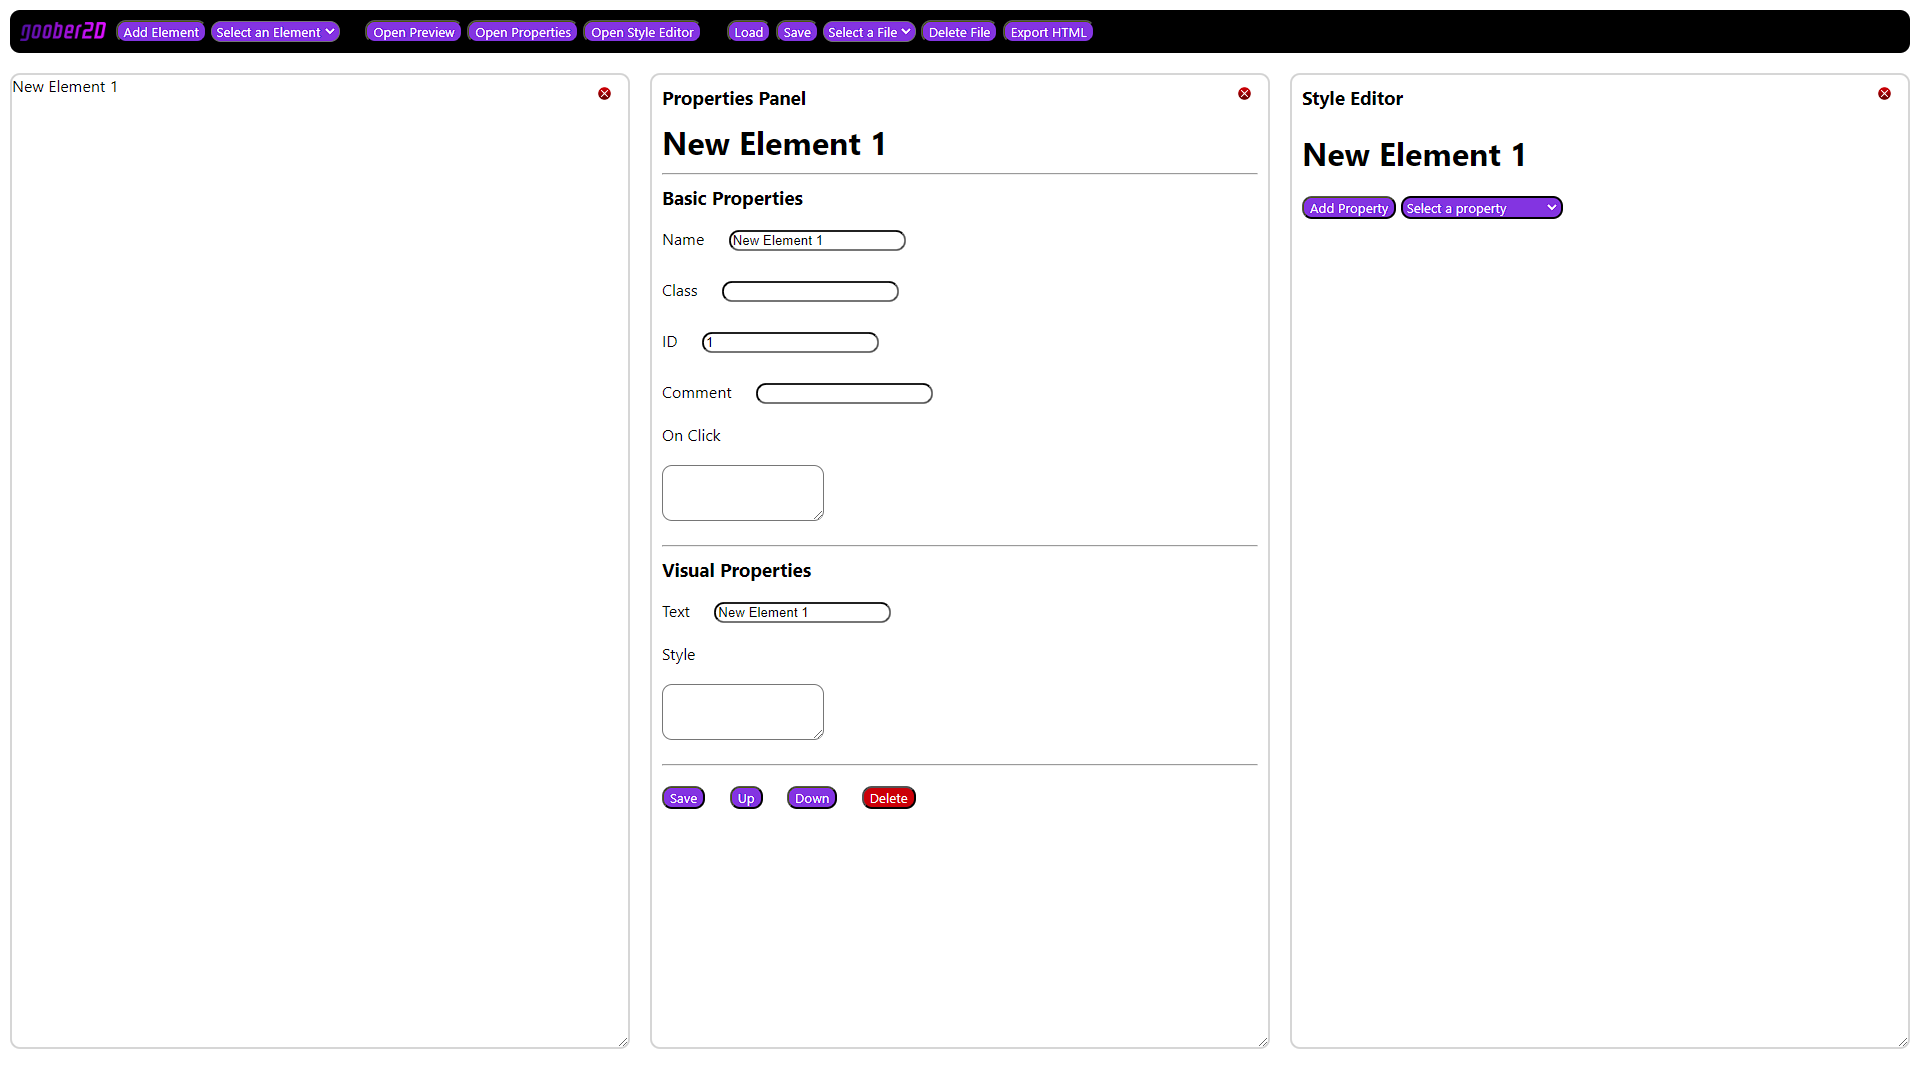 goober2D Add Element Select an Element Open Preview Open Properties Open Style Editor Load Save Select a File Delete File Export HTML
New Element 1
Properties Panel
New Element 1
Basic Properties
Name New Element 1
Class
ID 1
Comment
On Click
Visual Properties
Text New Element 1
Style
Save Up Down Delete
Style Editor
New Element 1
Add Property Select a property